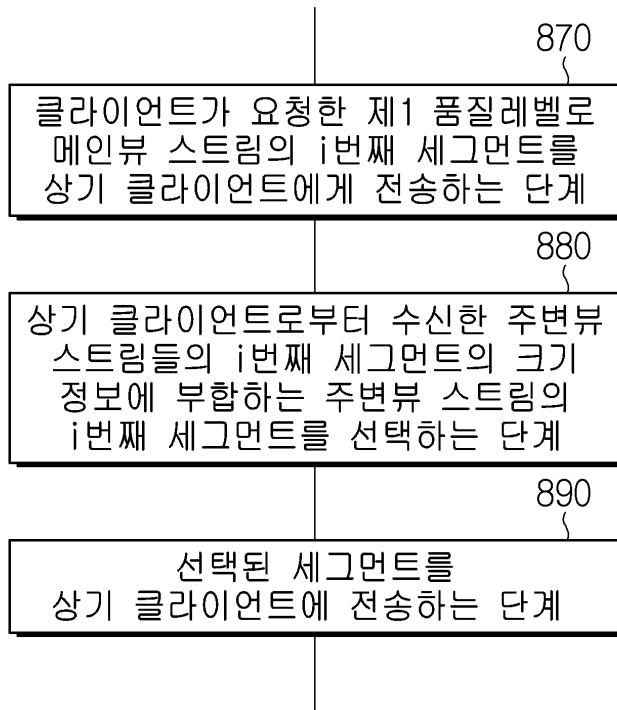 870
클라이언트가 요청한 제1 품질레벨로
메인뷰 스트림의 i번째 세그먼트를
상기 클라이언트에게 전송하는 단계
880
상기 클라이언트로부터 수신한 주변뷰
스트림들의 i번째 세그먼트의 크기
정보에 부합하는 주변뷰 스트림의
i번째 세그먼트를 선택하는 단계
890
선택된 세그먼트를
상기 클라이언트에 전송하는 단계